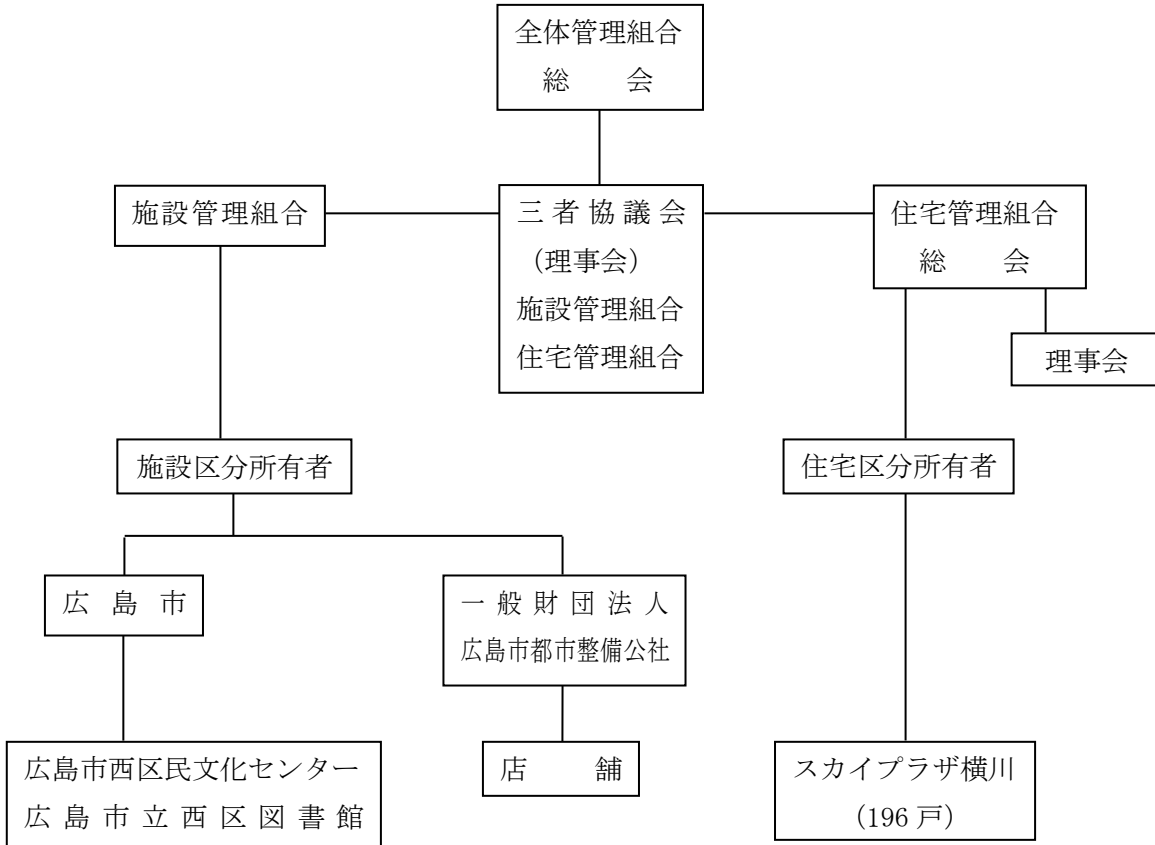 全体管理組合
総　　会
施設管理組合
三者協議会
（理事会）
施設管理組合
住宅管理組合
住宅管理組合
総　　会
理事会
施設区分所有者
住宅区分所有者
広島市
一般財団法人
広島市都市整備公社
広島市西区民文化センター
広島市立西区図書館
店　　舗
スカイプラザ横川
（196 戸）